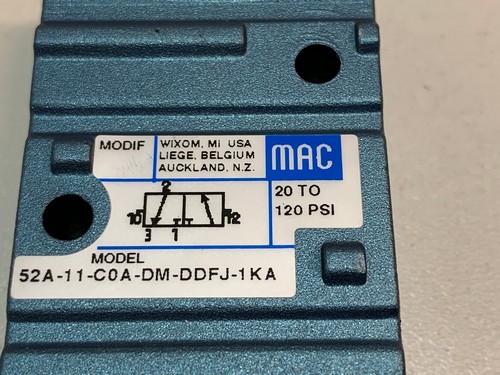 MODIF
WIXOM, MI USA
LIEGE, BELGIUM
AUCKLAND, N.Z.
MAC
20 TO
120 PSI
2
10
12
3 1
MODEL
52A-11-C0A-DM-DDFJ-1KA